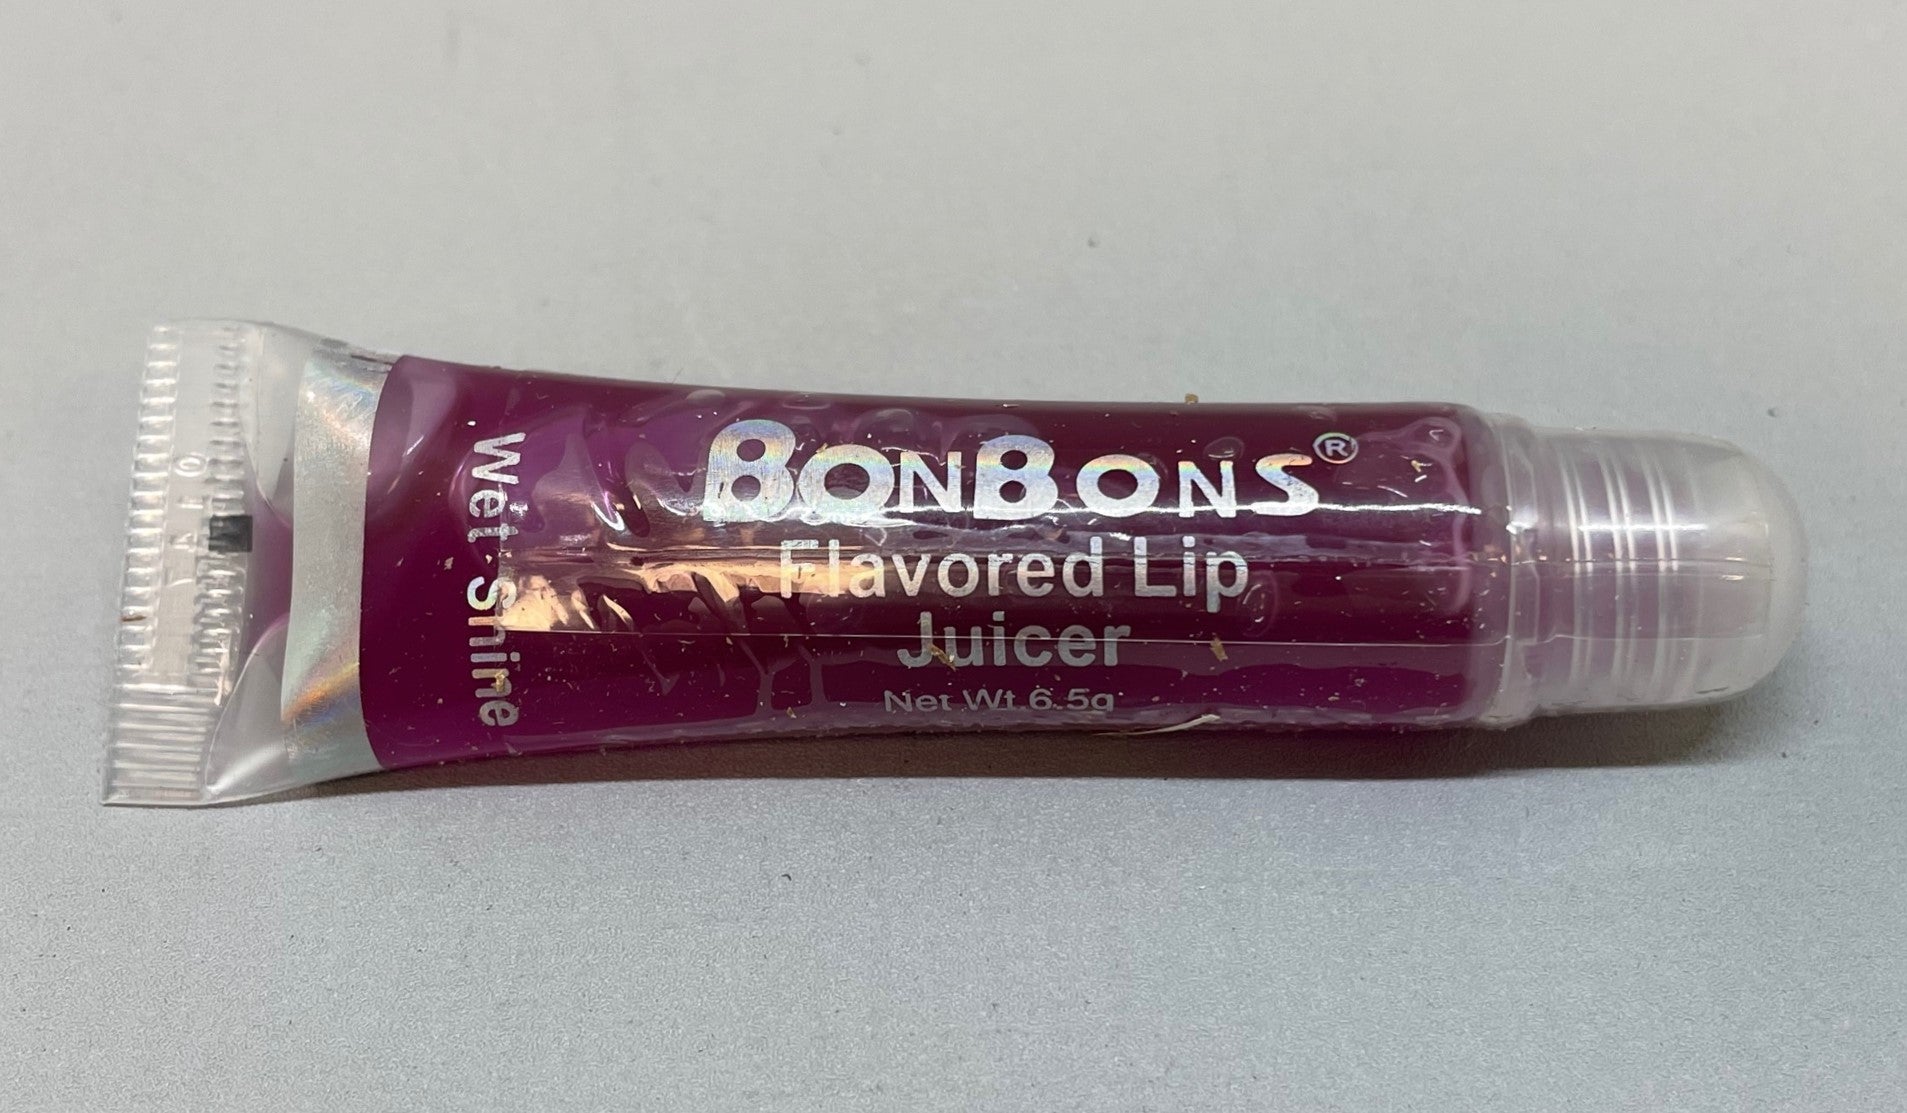 BONBONS®
Flavored Lip
Juicer
Net Wt 6.5g
Wet Shine